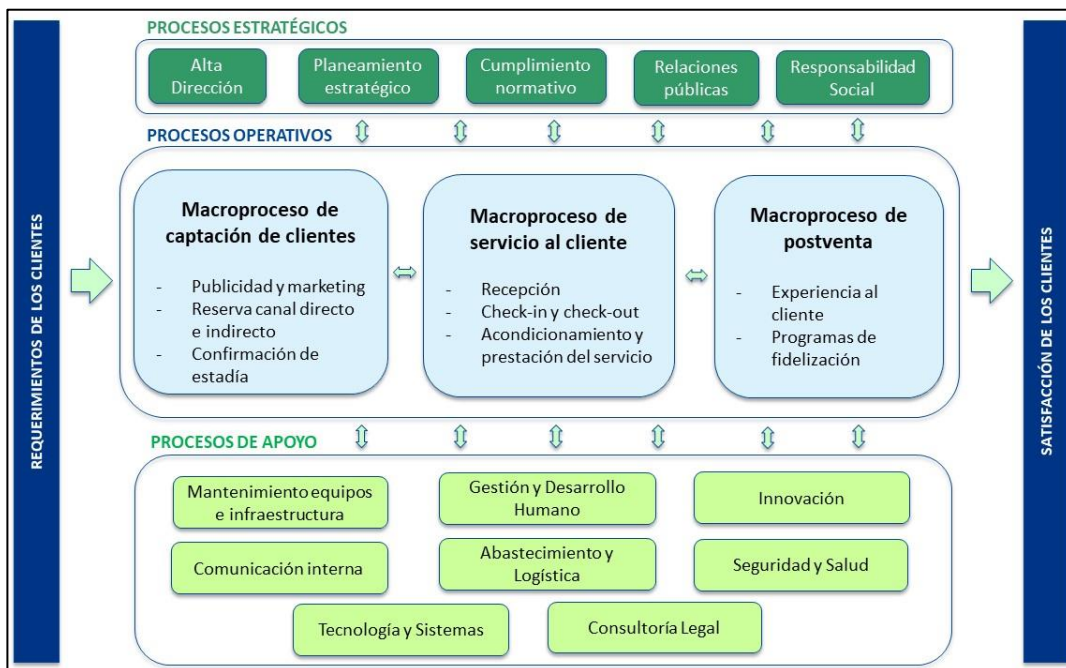 REQUERIMIENTOS DE LOS CLIENTES
PROCESOS ESTRATÉGICOS
Alta
Dirección
Planeamiento
estratégico
Cumplimiento
normativo
Relaciones
públicas
Responsabilidad
Social
PROCESOS OPERATIVOS
Macroproceso de
captación de clientes
- Publicidad y marketing
- Reserva canal directo
e indirecto
- Confirmación de
estadía
Macroproceso de
servicio al cliente
- Recepción
- Check-in y check-out
- Acondicionamiento y
prestación del servicio
Macroproceso de
postventa
- Experiencia al
cliente
- Programas de
fidelización
PROCESOS DE APOYO
Mantenimiento equipos
e infraestructura
Gestión y Desarrollo
Humano
Innovación
Comunicación interna
Abastecimiento y
Logística
Seguridad y Salud
Tecnología y Sistemas
Consultoría Legal
SATISFACCIÓN DE LOS CLIENTES